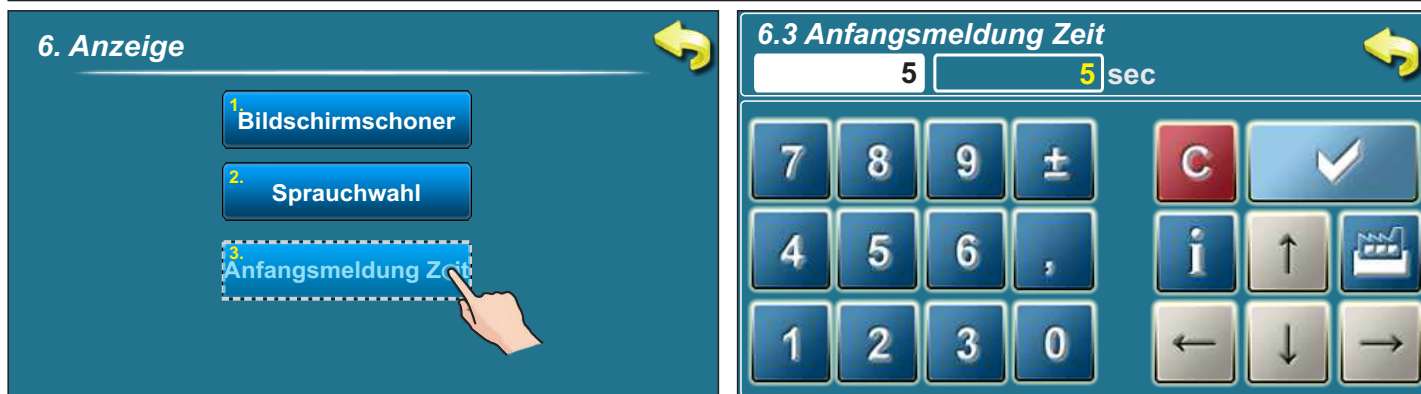 6. Anzeige
1.
Bildschirmschoner
2.
Sprauchwahl
3.
Anfangsmeldung Zeit
6.3 Anfangsmeldung Zeit
5 5 sec
7 8 9 ± C
4 5 6 , i
1 2 3 0